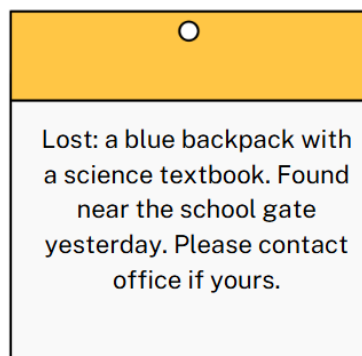 Lost: a blue backpack with
a science textbook. Found
near the school gate
yesterday. Please contact
office if yours.